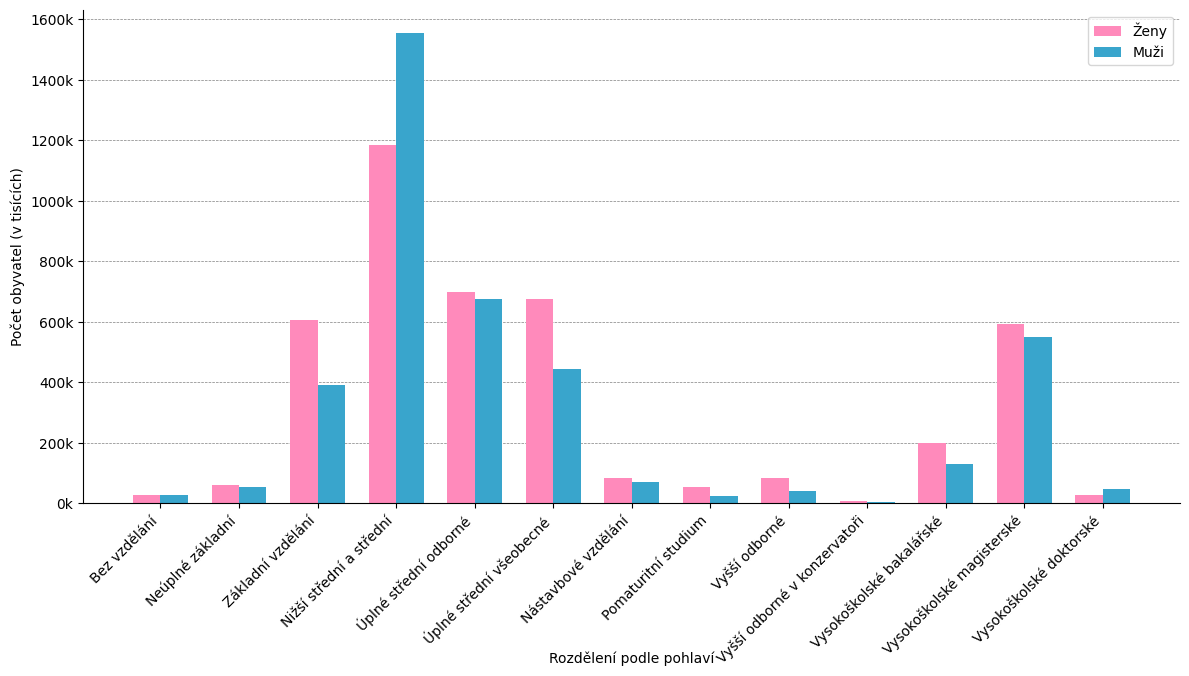 Ženy
Muži
1600k
1400k
1200k
1000k
800k
600k
400k
200k
0k
Počet obyvatel (v tisících)
Bez vzdělání
Neúplné základní
Základní vzdělání
Nižší střední a střední
Úplné střední odborné
Úplné střední všeobecné
Nástavbové vzdělání
Pomaturitní studium
Vyšší odborné
Vyšší odborné v konzervatoři
Vysokoškolské bakalářské
Vysokoškolské magisterské
Vysokoškolské doktorské
Rozdělení podle pohlaví